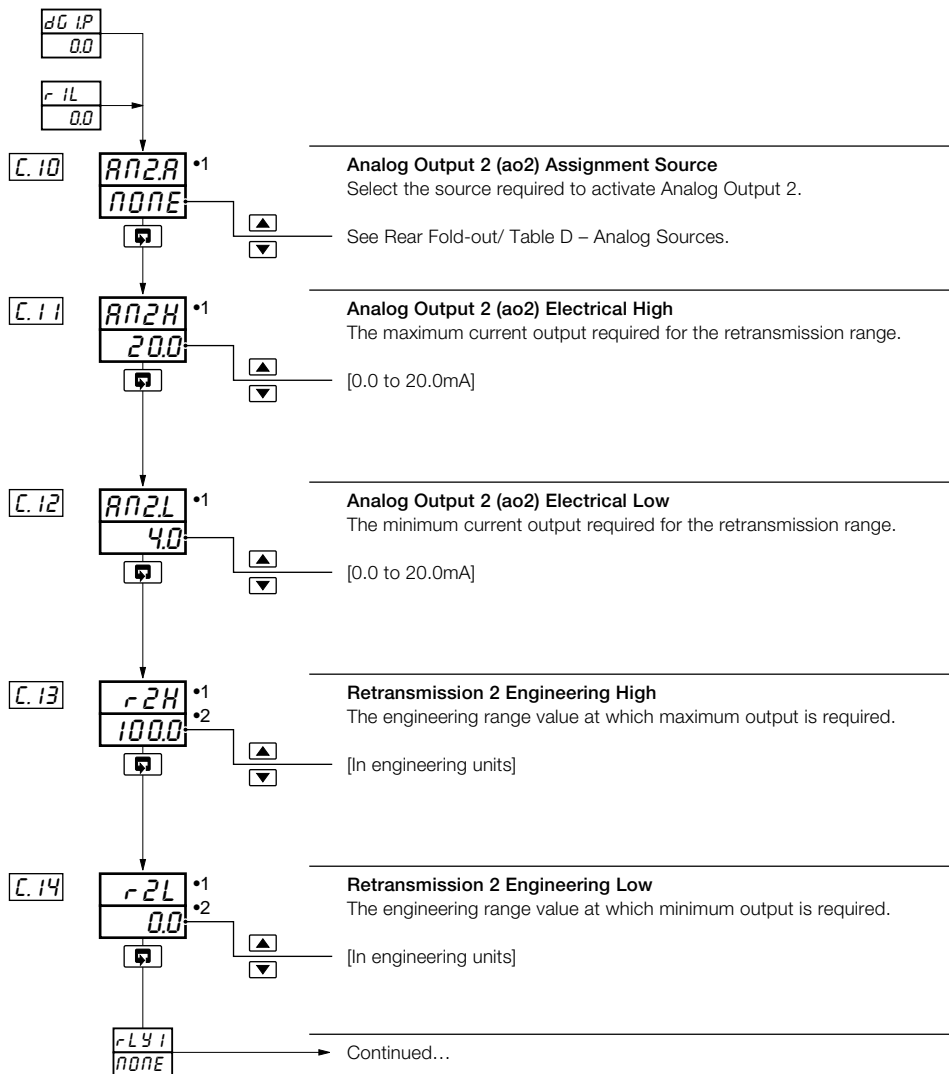 dG1.P
0.0
r 1L
0.0
C.10
AN2.A •1
NONE
Analog Output 2 (ao2) Assignment Source
Select the source required to activate Analog Output 2.
See Rear Fold-out/ Table D – Analog Sources.
C.11
AN2H •1
20.0
Analog Output 2 (ao2) Electrical High
The maximum current output required for the retransmission range.
[0.0 to 20.0mA]
C.12
AN2.L •1
4.0
Analog Output 2 (ao2) Electrical Low
The minimum current output required for the retransmission range.
[0.0 to 20.0mA]
C.13
r2H •1
100.0 •2
Retransmission 2 Engineering High
The engineering range value at which maximum output is required.
[In engineering units]
C.14
r2L •1
0.0 •2
Retransmission 2 Engineering Low
The engineering range value at which minimum output is required.
[In engineering units]
rLY1
NONE
Continued…